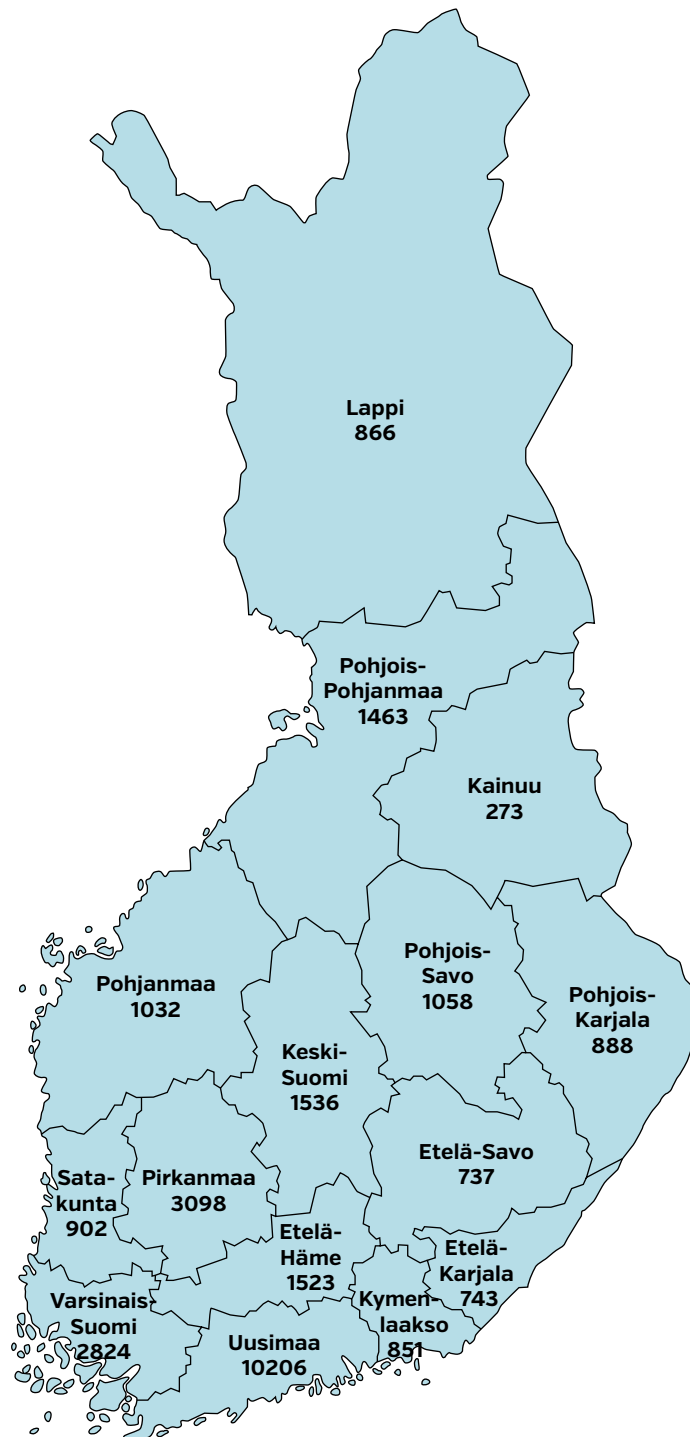 Lappi
866
Pohjois-
Pohjanmaa
1463
Kainuu
273
Pohjanmaa
1032
Pohjois-
Savo
1058
Pohjois-
Karjala
888
Keski-
Suomi
1536
Etelä-Savo
737
Sata-
kunta
902
Pirkanmaa
3098
Etelä-
Häme
1523
Etelä-
Karjala
743
Varsinais-
Suomi
2824
Uusimaa
10206
Kymen-
laakso
851